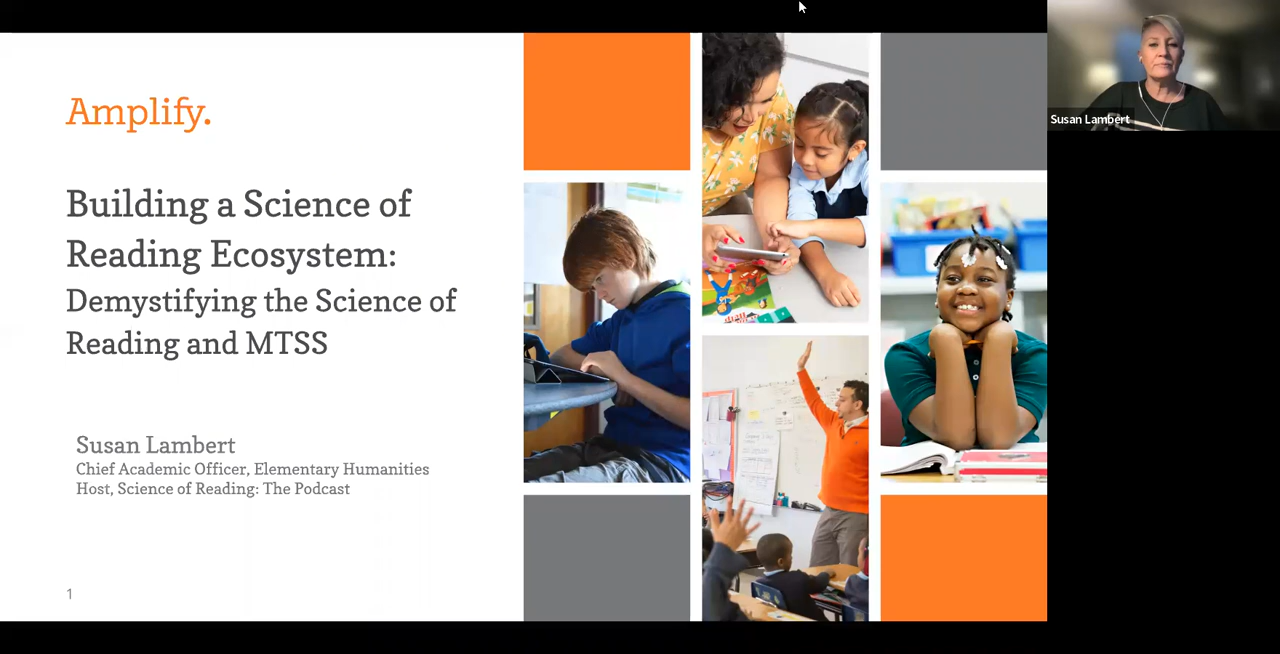 Amplify.
Building a Science of
Reading Ecosystem:
Demystifying the Science of
Reading and MTSS
Susan Lambert
Chief Academic Officer, Elementary Humanities
Host, Science of Reading: The Podcast
1
Susan Lambert